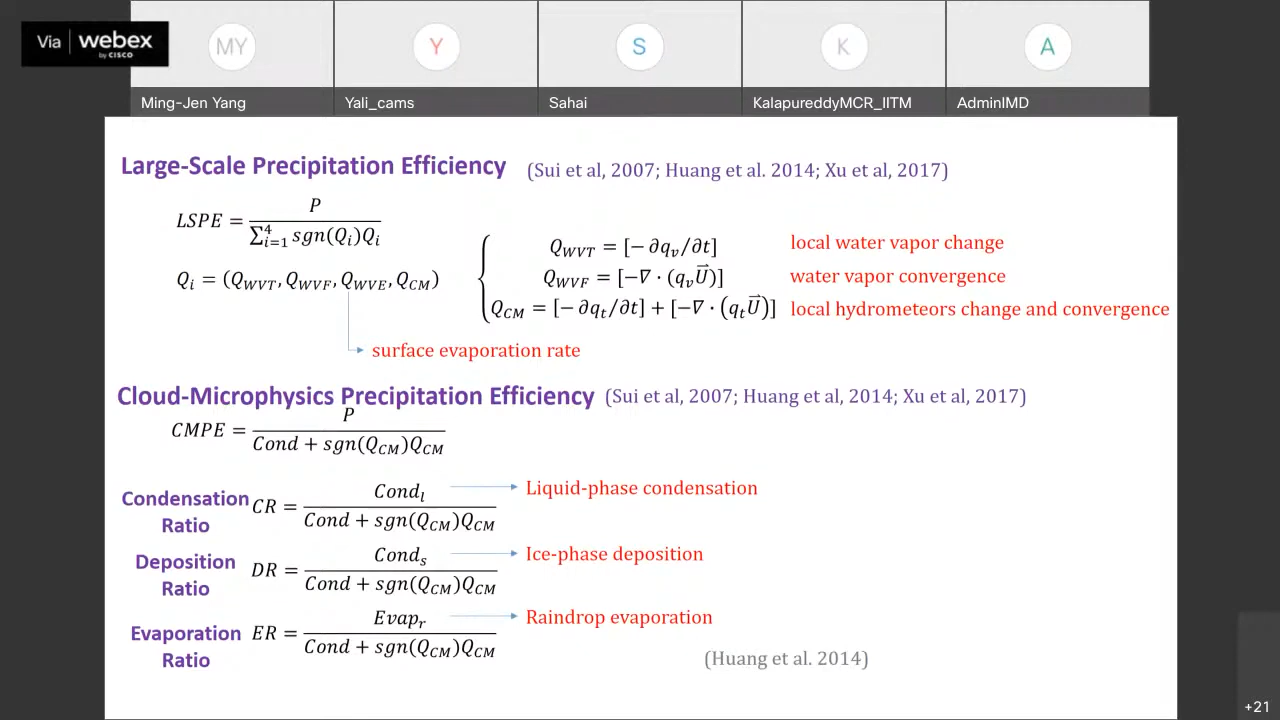 Via | webex
by CISCO
MY
Y
S
K
A
Ming-Jen Yang
Yali_cams
Sahai
KalapureddyMCR_IITM
AdminIMD
Large-Scale Precipitation Efficiency (Sui et al, 2007; Huang et al. 2014; Xu et al, 2017)
LSPE = P / ∑_{i=1}^{4} sgn(Q_i)Q_i
Q_i = (Q_WVT, Q_WVF, Q_WVE, Q_CM)
Q_WVT = [− ∂q_v/∂t] local water vapor change
Q_WVF = [−∇ · (q_v U⃗)] water vapor convergence
Q_CM = [− ∂q_t/∂t] + [−∇ · (q_t U⃗)] local hydrometeors change and convergence
surface evaporation rate
Cloud-Microphysics Precipitation Efficiency (Sui et al, 2007; Huang et al, 2014; Xu et al, 2017)
CMPE = P / Cond + sgn(Q_CM)Q_CM
Condensation Ratio CR = Cond_l / Cond + sgn(Q_CM)Q_CM Liquid-phase condensation
Deposition Ratio DR = Cond_s / Cond + sgn(Q_CM)Q_CM Ice-phase deposition
Evaporation Ratio ER = Evap_r / Cond + sgn(Q_CM)Q_CM Raindrop evaporation
(Huang et al. 2014)
+21